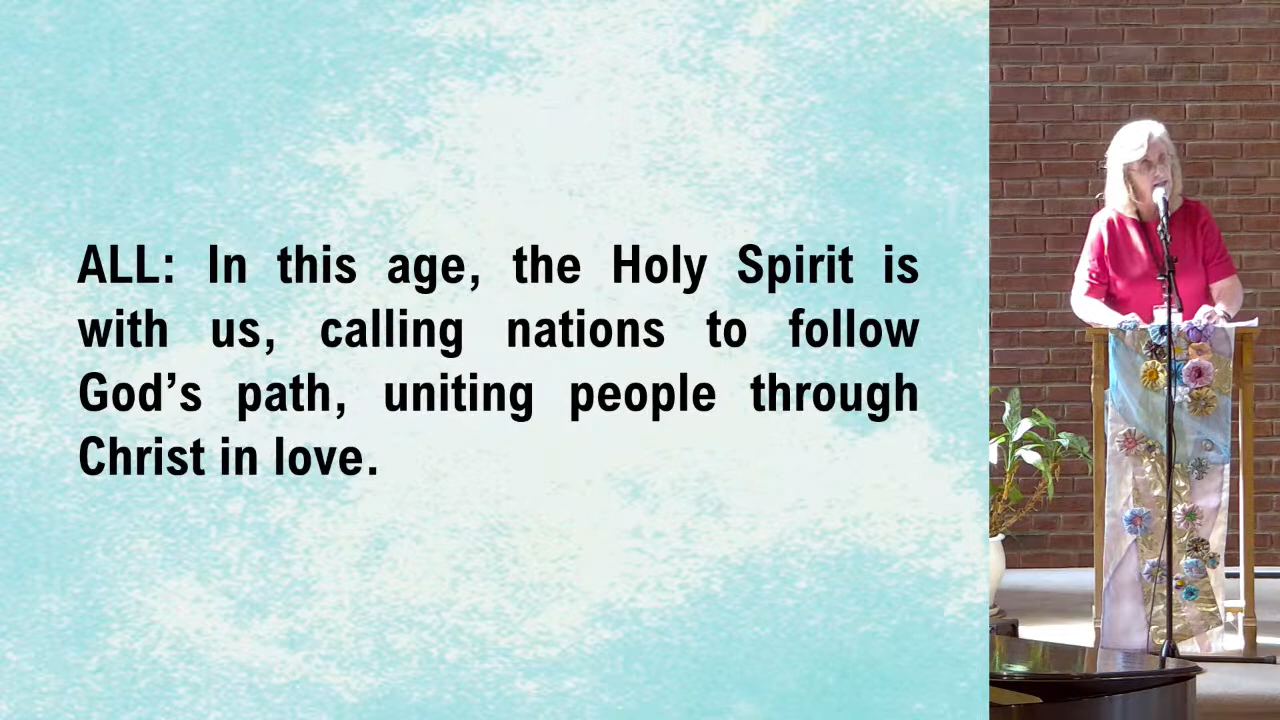 ALL: In this age, the Holy Spirit is
with us, calling nations to follow
God’s path, uniting people through
Christ in love.